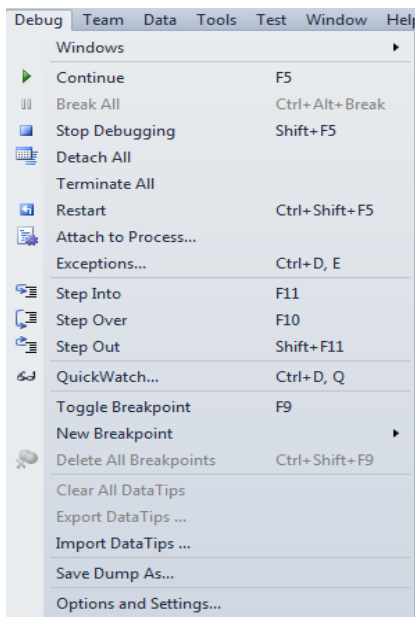 Debug Team Data Tools Test Window Help
Windows
Continue F5
Break All Ctrl+Alt+Break
Stop Debugging Shift+F5
Detach All
Terminate All
Restart Ctrl+Shift+F5
Attach to Process...
Exceptions... Ctrl+D, E
Step Into F11
Step Over F10
Step Out Shift+F11
QuickWatch... Ctrl+D, Q
Toggle Breakpoint F9
New Breakpoint
Delete All Breakpoints Ctrl+Shift+F9
Clear All DataTips
Export DataTips ...
Import DataTips ...
Save Dump As...
Options and Settings...